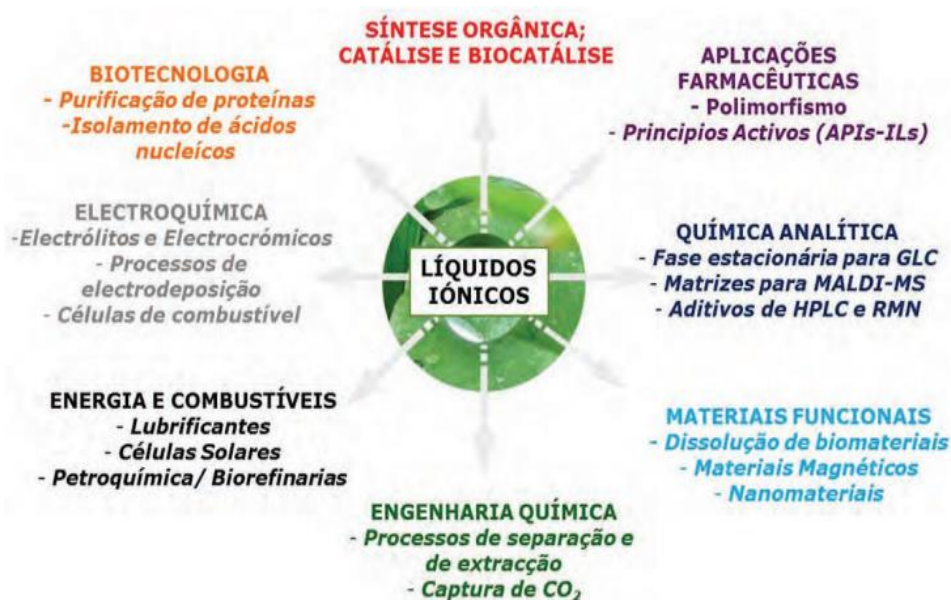 SÍNTESE ORGÂNICA;
CATÁLISE E BIOCATÁLISE
BIOTECNOLOGIA
- Purificação de proteínas
-Isolamento de ácidos
nucleícos
APLICAÇÕES
FARMACÊUTICAS
- Polimorfismo
- Principios Activos (APIs-ILs)
ELECTROQUÍMICA
-Electrólitos e Electrocrómicos
- Processos de
electrodeposição
- Células de combustível
LÍQUIDOS
IÓNICOS
QUÍMICA ANALÍTICA
- Fase estacionária para GLC
- Matrizes para MALDI-MS
- Aditivos de HPLC e RMN
ENERGIA E COMBUSTÍVEIS
- Lubrificantes
- Células Solares
- Petroquímica/ Biorefinarias
MATERIAIS FUNCIONAIS
- Dissolução de biomateriais
- Materiais Magnéticos
- Nanomateriais
ENGENHARIA QUÍMICA
- Processos de separação e
de extracção
- Captura de CO₂